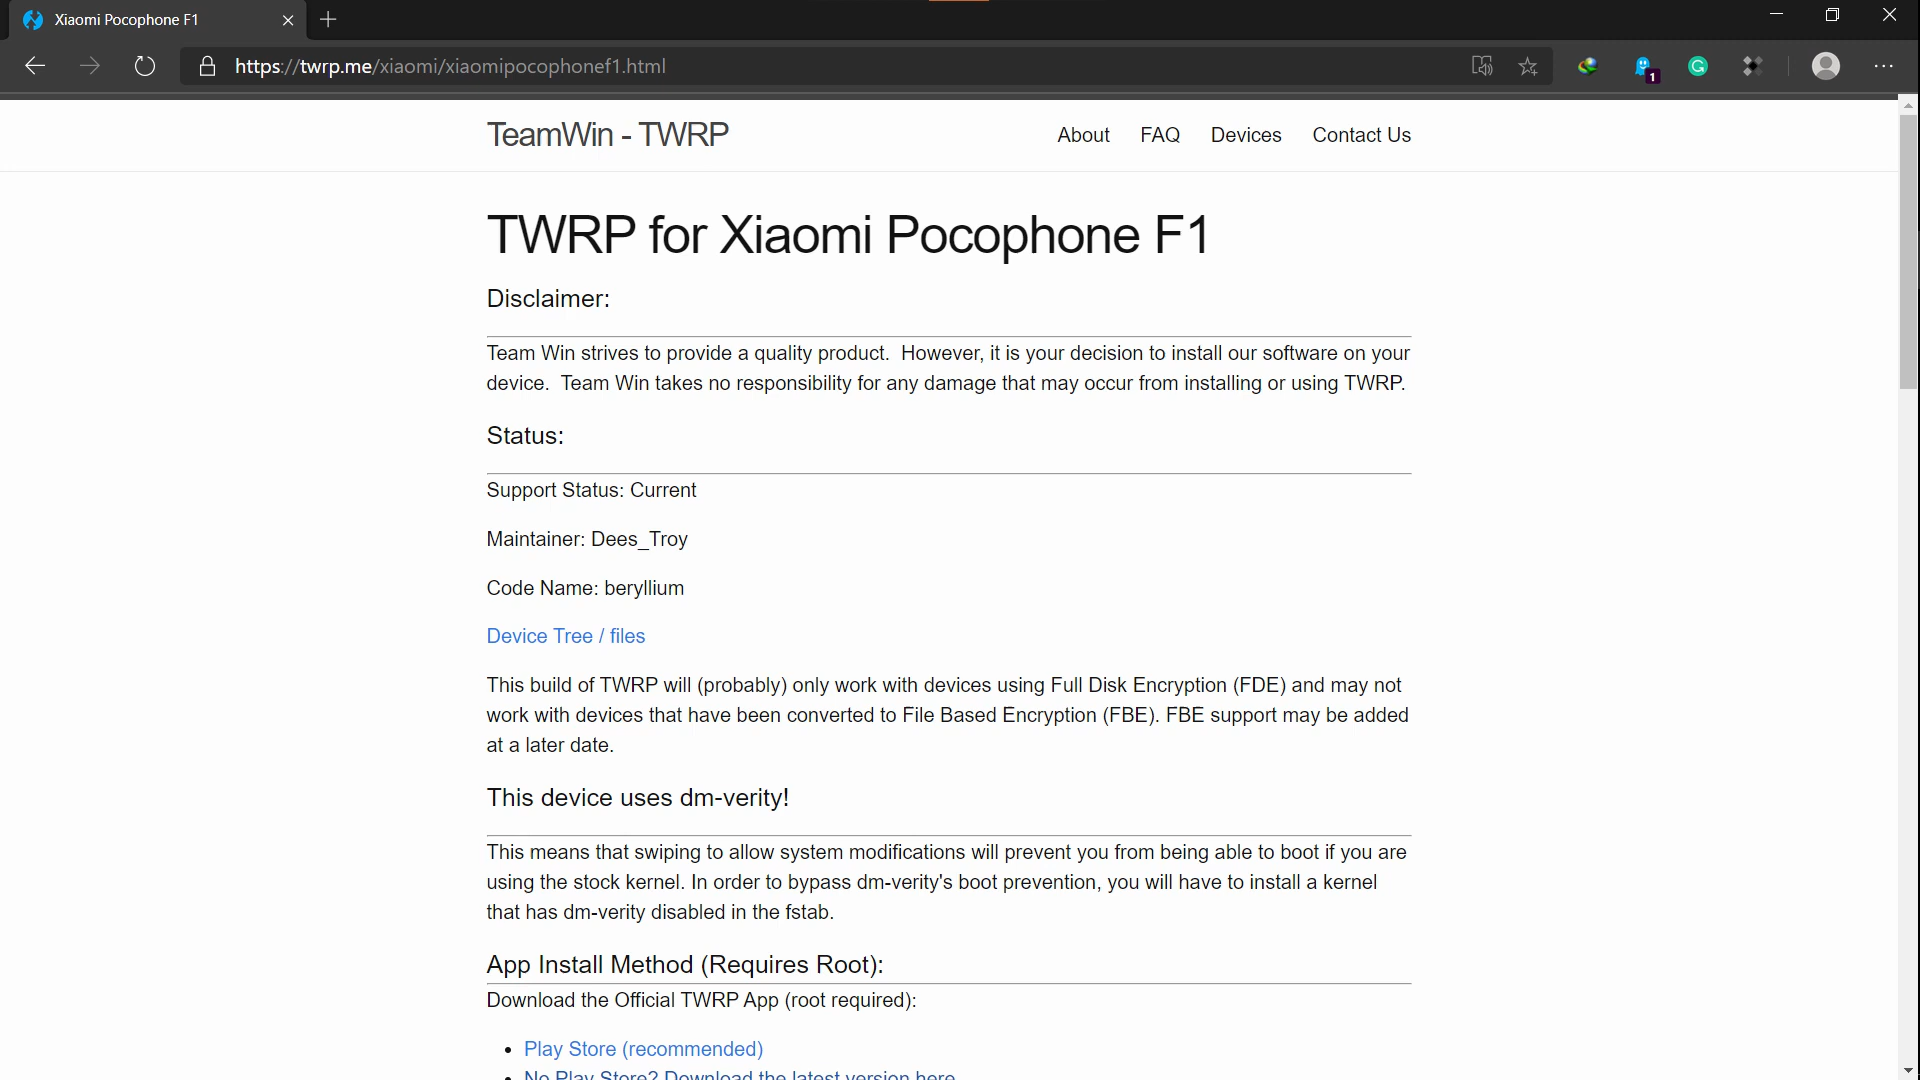 Xiaomi Pocophone F1
https://twrp.me/xiaomi/xiaomipocophonef1.html
1
TeamWin - TWRP
About FAQ Devices Contact Us
TWRP for Xiaomi Pocophone F1
Disclaimer:
Team Win strives to provide a quality product.  However, it is your decision to install our software on your
device.  Team Win takes no responsibility for any damage that may occur from installing or using TWRP.
Status:
Support Status: Current
Maintainer: Dees_Troy
Code Name: beryllium
Device Tree / files
This build of TWRP will (probably) only work with devices using Full Disk Encryption (FDE) and may not
work with devices that have been converted to File Based Encryption (FBE). FBE support may be added
at a later date.
This device uses dm-verity!
This means that swiping to allow system modifications will prevent you from being able to boot if you are
using the stock kernel. In order to bypass dm-verity's boot prevention, you will have to install a kernel
that has dm-verity disabled in the fstab.
App Install Method (Requires Root):
Download the Official TWRP App (root required):
• Play Store (recommended)
• No Play Store? Download the latest version here